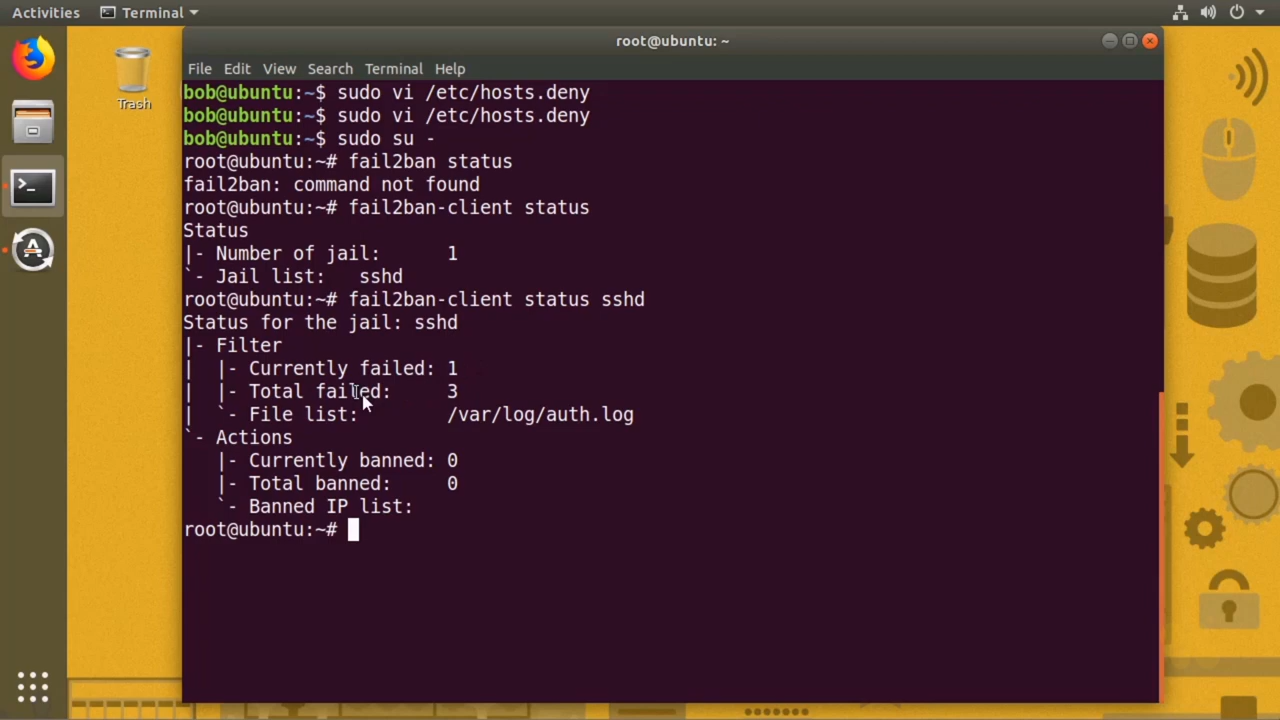 Activities Terminal
root@ubuntu: ~
Trash
File Edit View Search Terminal Help
bob@ubuntu:~$ sudo vi /etc/hosts.deny
bob@ubuntu:~$ sudo vi /etc/hosts.deny
bob@ubuntu:~$ sudo su -
root@ubuntu:~# fail2ban status
fail2ban: command not found
root@ubuntu:~# fail2ban-client status
Status
|- Number of jail:      1
`- Jail list:   sshd
root@ubuntu:~# fail2ban-client status sshd
Status for the jail: sshd
|- Filter
|  |- Currently failed: 1
|  |- Total failed:     3
|  `- File list:        /var/log/auth.log
`- Actions
   |- Currently banned: 0
   |- Total banned:     0
   `- Banned IP list:
root@ubuntu:~#